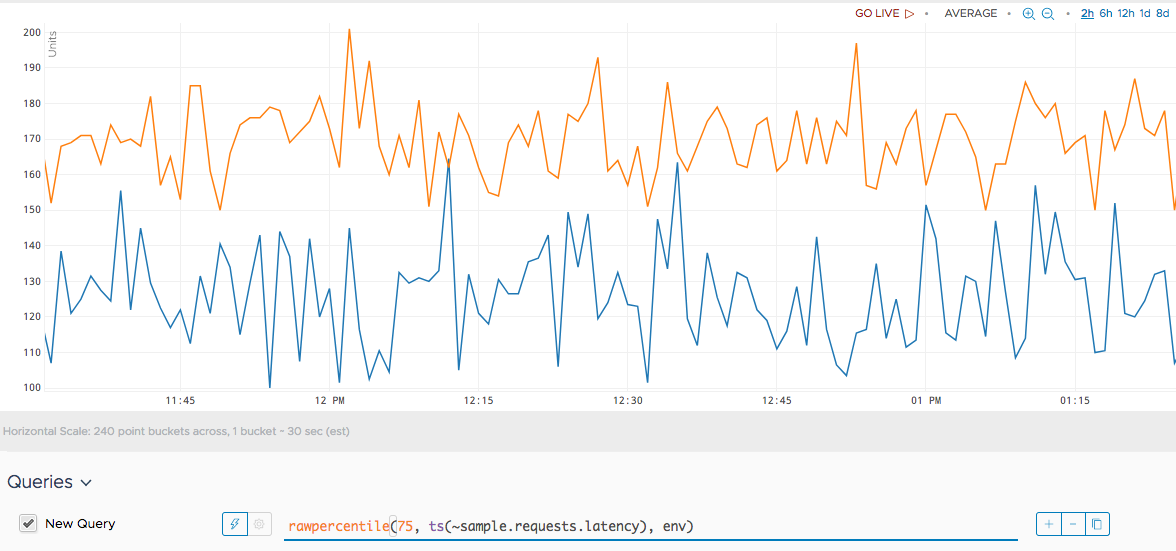 GO LIVE • AVERAGE • • 2h 6h 12h 1d 8d
Units
200
190
180
170
160
150
140
130
120
110
100
11:45 12 PM 12:15 12:30 12:45 01 PM 01:15
Horizontal Scale: 240 point buckets across, 1 bucket ~ 30 sec (est)
Queries
New Query rawpercentile(75, ts(~sample.requests.latency), env)